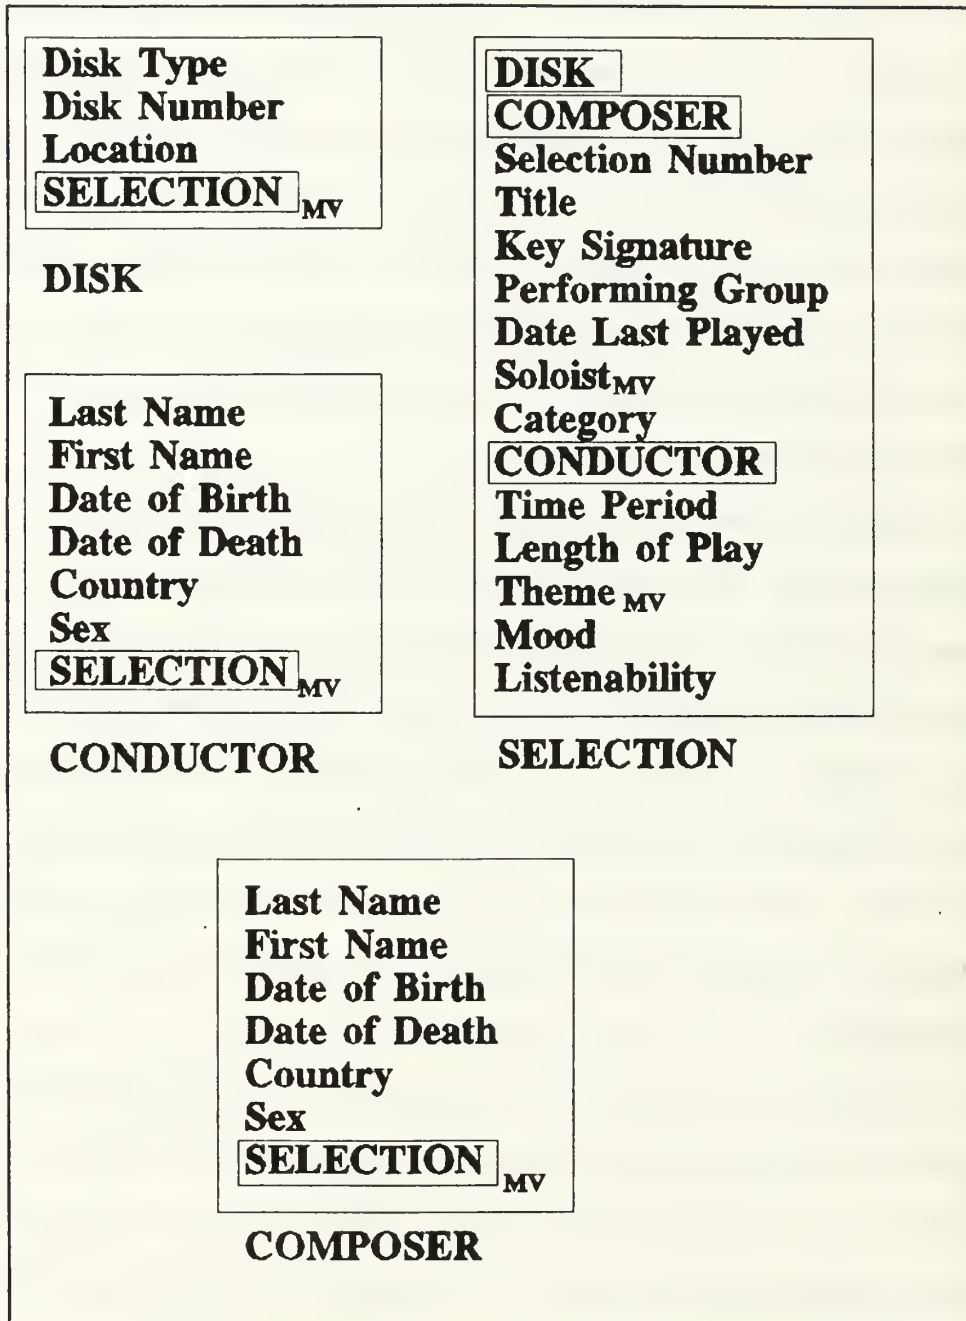 Disk Type
Disk Number
Location
SELECTION MV
DISK
Last Name
First Name
Date of Birth
Date of Death
Country
Sex
SELECTION MV
CONDUCTOR
DISK
COMPOSER
Selection Number
Title
Key Signature
Performing Group
Date Last Played
Soloist MV
Category
CONDUCTOR
Time Period
Length of Play
Theme MV
Mood
Listenability
SELECTION
Last Name
First Name
Date of Birth
Date of Death
Country
Sex
SELECTION MV
COMPOSER